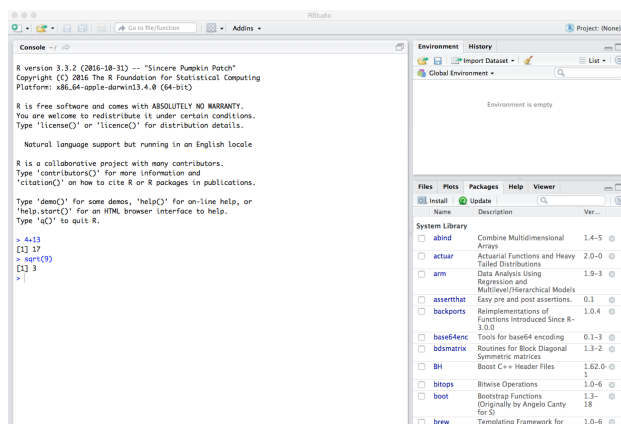 RStudio
Go to file/function
Addins
Project: (None)
Console ~/
R version 3.3.2 (2016-10-31) -- "Sincere Pumpkin Patch"
Copyright (C) 2016 The R Foundation for Statistical Computing
Platform: x86_64-apple-darwin13.4.0 (64-bit)
R is free software and comes with ABSOLUTELY NO WARRANTY.
You are welcome to redistribute it under certain conditions.
Type 'license()' or 'licence()' for distribution details.
Natural language support but running in an English locale
R is a collaborative project with many contributors.
Type 'contributors()' for more information and
'citation()' on how to cite R or R packages in publications.
Type 'demo()' for some demos, 'help()' for on-line help, or
'help.start()' for an HTML browser interface to help.
Type 'q()' to quit R.
> 4+13
[1] 17
> sqrt(9)
[1] 3
>
Environment History
Import Dataset List
Global Environment
Environment is empty
Files Plots Packages Help Viewer
Install Update
Name Description Ver...
System Library
abind Combine Multidimensional 1.4-5
Arrays
actuar Actuarial Functions and Heavy 2.0-0
Tailed Distributions
arm Data Analysis Using 1.9-3
Regression and
Multilevel/Hierarchical Models
assertthat Easy pre and post assertions. 0.1
backports Reimplementations of 1.0.4
Functions Introduced Since R-
3.0.0
base64enc Tools for base64 encoding 0.1-3
bdsmatrix Routines for Block Diagonal 1.3-2
Symmetric matrices
BH Boost C++ Header Files 1.62.0-
1
bitops Bitwise Operations 1.0-6
boot Bootstrap Functions 1.3-
(Originally by Angelo Canty 18
for S)
brew Templating Framework for 1.0-6